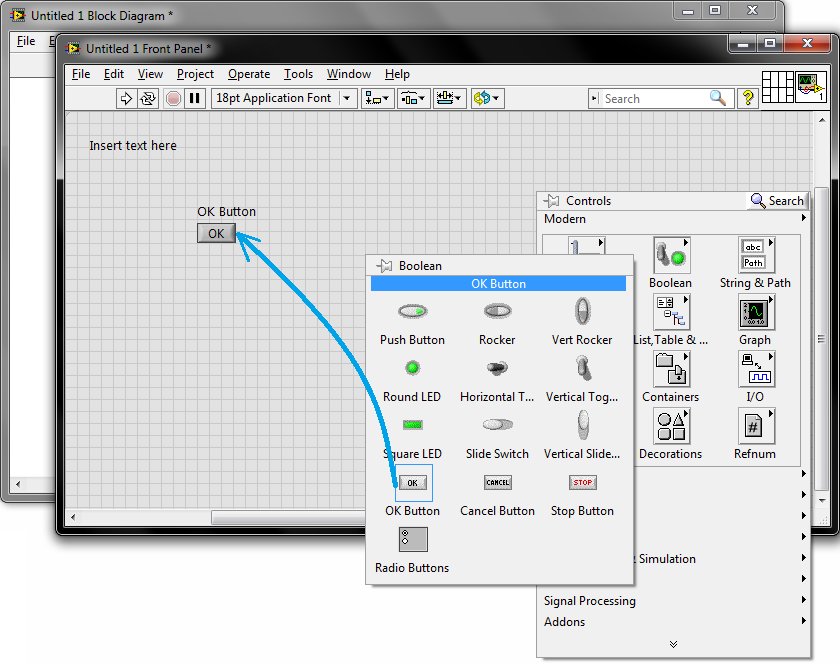 Untitled 1 Block Diagram *
File
Untitled 1 Front Panel *
File Edit View Project Operate Tools Window Help
18pt Application Font
Search
?
1
Insert text here
OK Button
OK
Controls
Search
Modern
Boolean
abc
Path
String & Path
List,Table & ...
Graph
Containers
I/O
#
Decorations
Refnum
Boolean
OK Button
Push Button
Rocker
Vert Rocker
Round LED
Horizontal T...
Vertical Tog...
Square LED
Slide Switch
Vertical Slide...
OK
CANCEL
STOP
OK Button
Cancel Button
Stop Button
Radio Buttons
& Simulation
Signal Processing
Addons